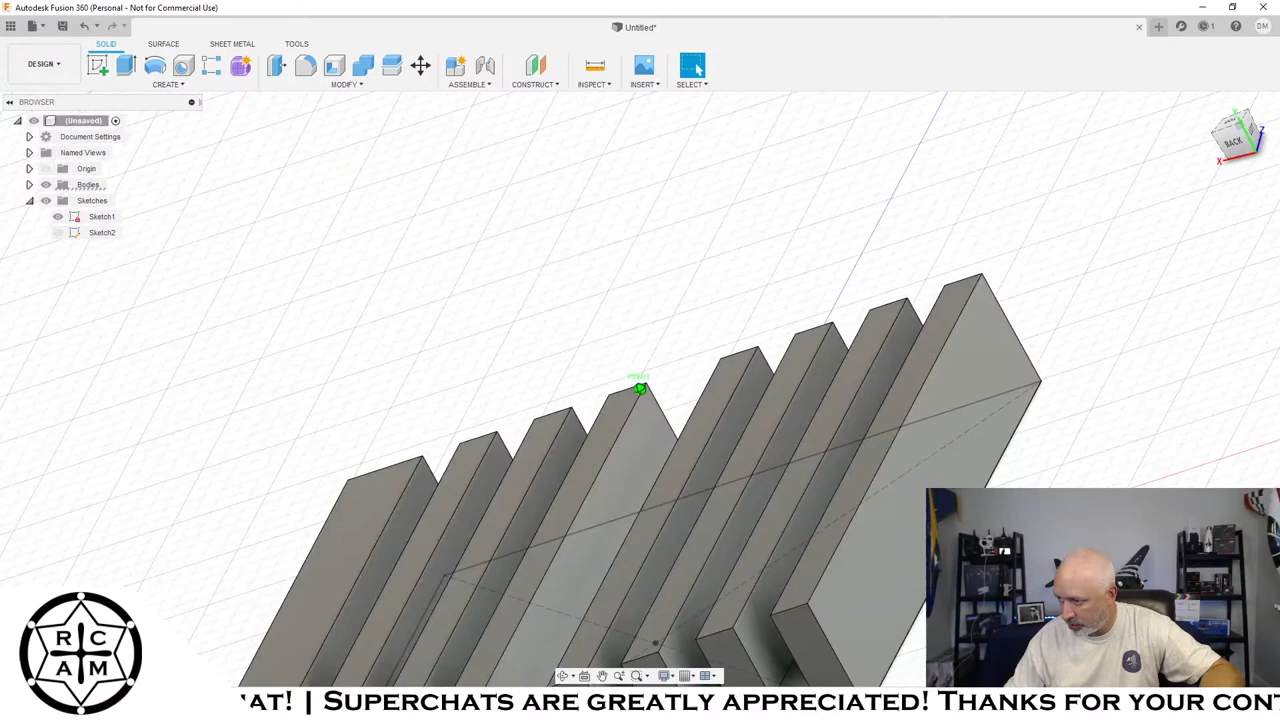 Autodesk Fusion 360 (Personal - Not for Commercial Use)
Untitled*
1
DM
DESIGN
SOLID
SURFACE
SHEET METAL
TOOLS
CREATE
MODIFY
ASSEMBLE
CONSTRUCT
INSPECT
INSERT
SELECT
BROWSER
(Unsaved)
Document Settings
Named Views
Origin
Bodies
Sketches
Sketch1
Sketch2
BACK
X
Z
R C
A M
AT! | SUPERCHATS ARE GREATLY APPRECIATED! THANKS FOR YOUR CON